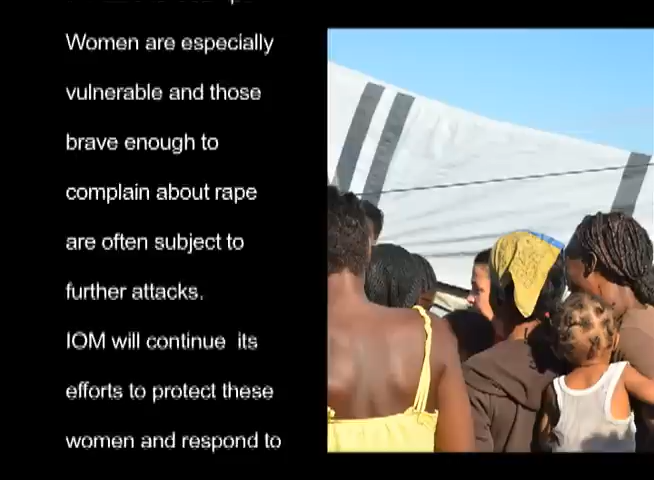 Women are especially
vulnerable and those
brave enough to
complain about rape
are often subject to
further attacks.
IOM will continue  its
efforts to protect these
women and respond to